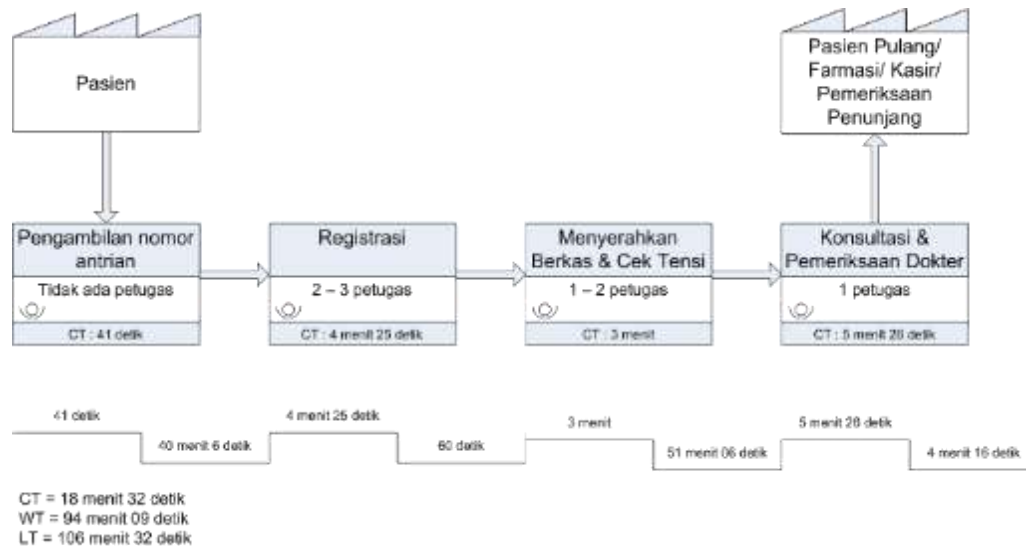 Pasien
Pasien Pulang/
Farmasi/ Kasir/
Pemeriksaan
Penunjang
Pengambilan nomor
antrian
Tidak ada petugas
CT : 41 detik
Registrasi
2 – 3 petugas
CT : 4 menit 25 detik
Menyerahkan
Berkas & Cek Tensi
1 – 2 petugas
CT : 3 menit
Konsultasi &
Pemeriksaan Dokter
1 petugas
CT : 5 menit 26 detik
41 detik
40 menit 6 detik
4 menit 25 detik
60 detik
3 menit
51 menit 06 detik
5 menit 26 detik
4 menit 16 detik
CT = 18 menit 32 detik
WT = 94 menit 09 detik
LT = 106 menit 32 detik